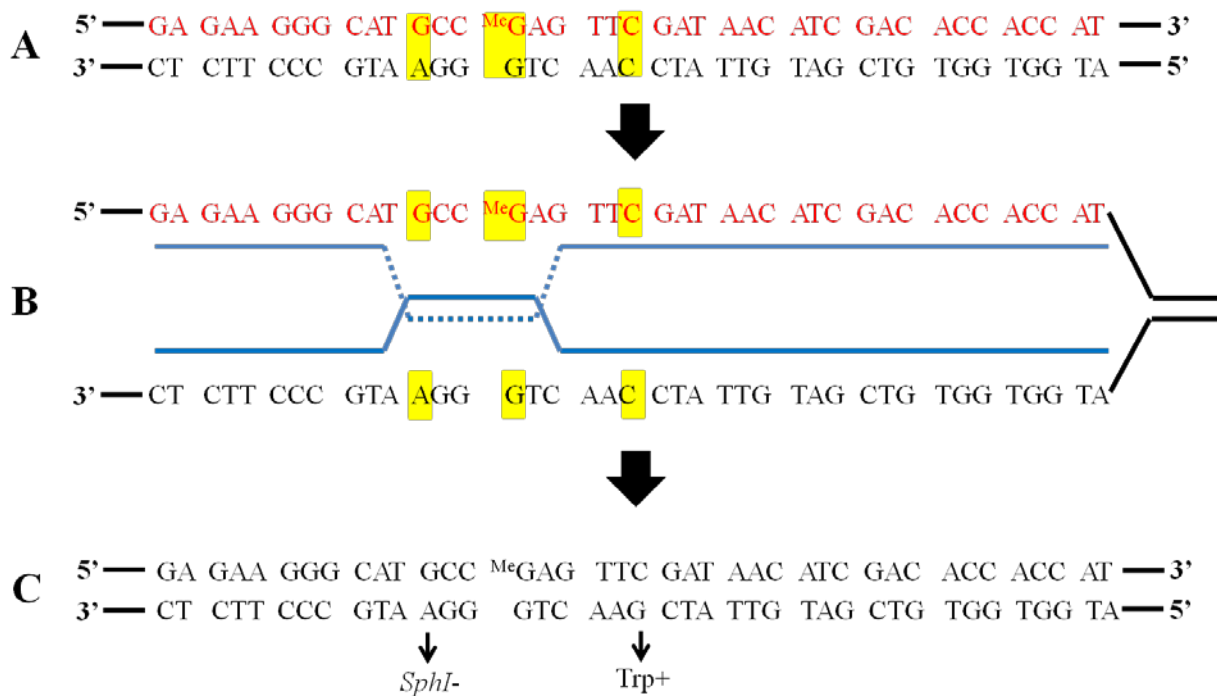 A
5’ GA GAA GGG CAT GCC MeGAG TTC GAT AAC ATC GAC ACC ACC AT 3’
3’ CT CTT CCC GTA AGG GTC AAC CTA TTG TAG CTG TGG TGG TA 5’
B
5’ GA GAA GGG CAT GCC MeGAG TTC GAT AAC ATC GAC ACC ACC AT
3’ CT CTT CCC GTA AGG GTC AAC CTA TTG TAG CTG TGG TGG TA
C
5’ GA GAA GGG CAT GCC MeGAG TTC GAT AAC ATC GAC ACC ACC AT 3’
3’ CT CTT CCC GTA AGG GTC AAG CTA TTG TAG CTG TGG TGG TA 5’
SphI- Trp+